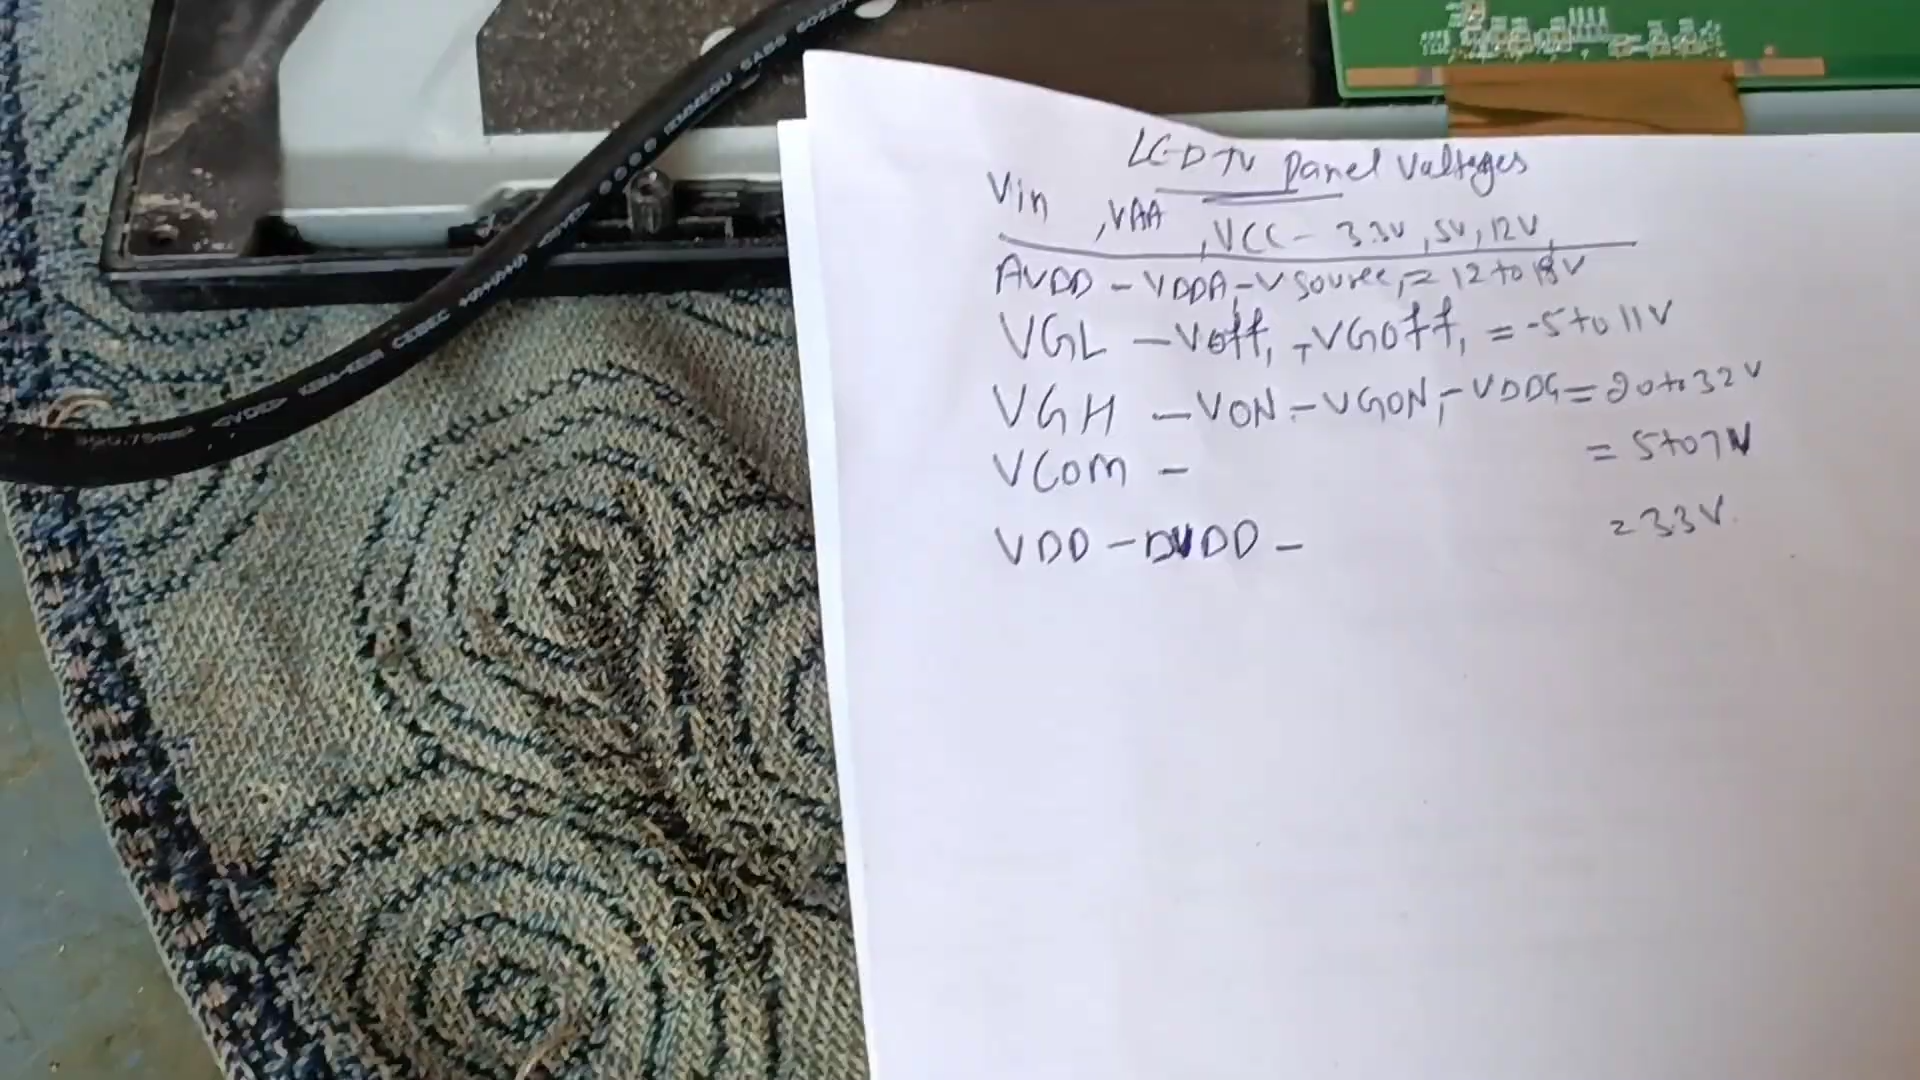 LCD TV Panel Voltages
Vin, VAA, VCC - 3.3V, 5V, 12V,
AVDD - VDDA, - V Source, = 12 to 18V
VGL - Voff, - VGOff, = -5 to 11V
VGH - VON - VGON, - VDDG = 20 to 32V
VCOM - = 5 to 7V
VDD - DVDD - = 3.3V